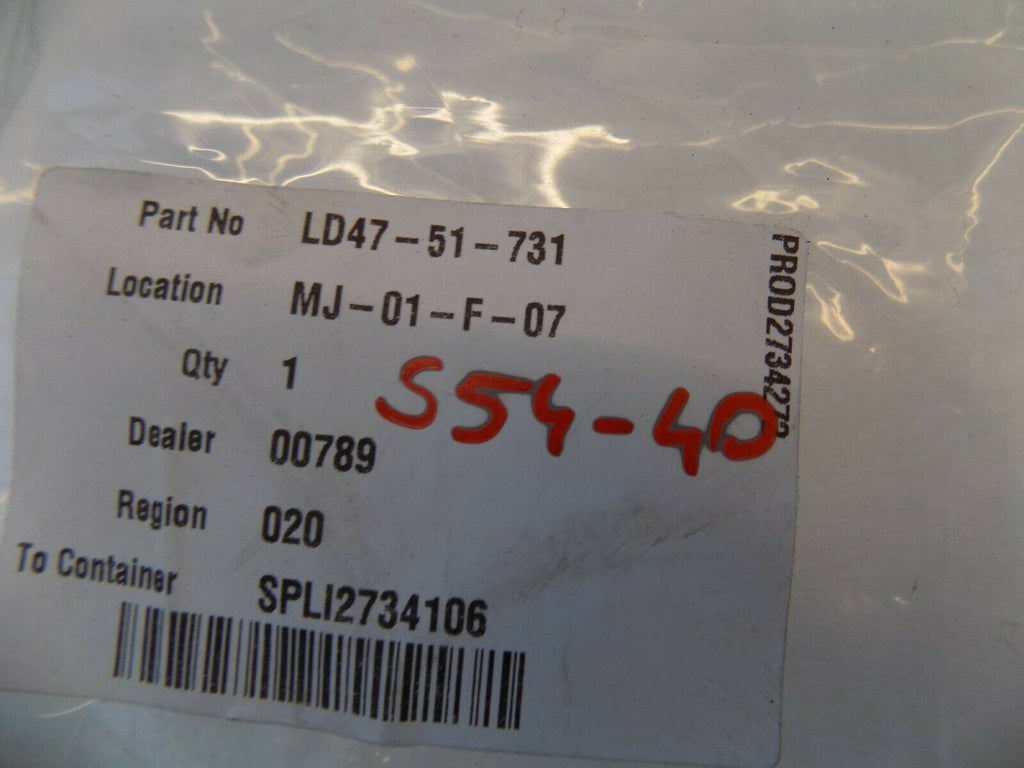 Part No LD47-51-731
Location MJ-01-F-07
Qty 1
S54-40
Dealer 00789
Region 020
To Container SPLI2734106